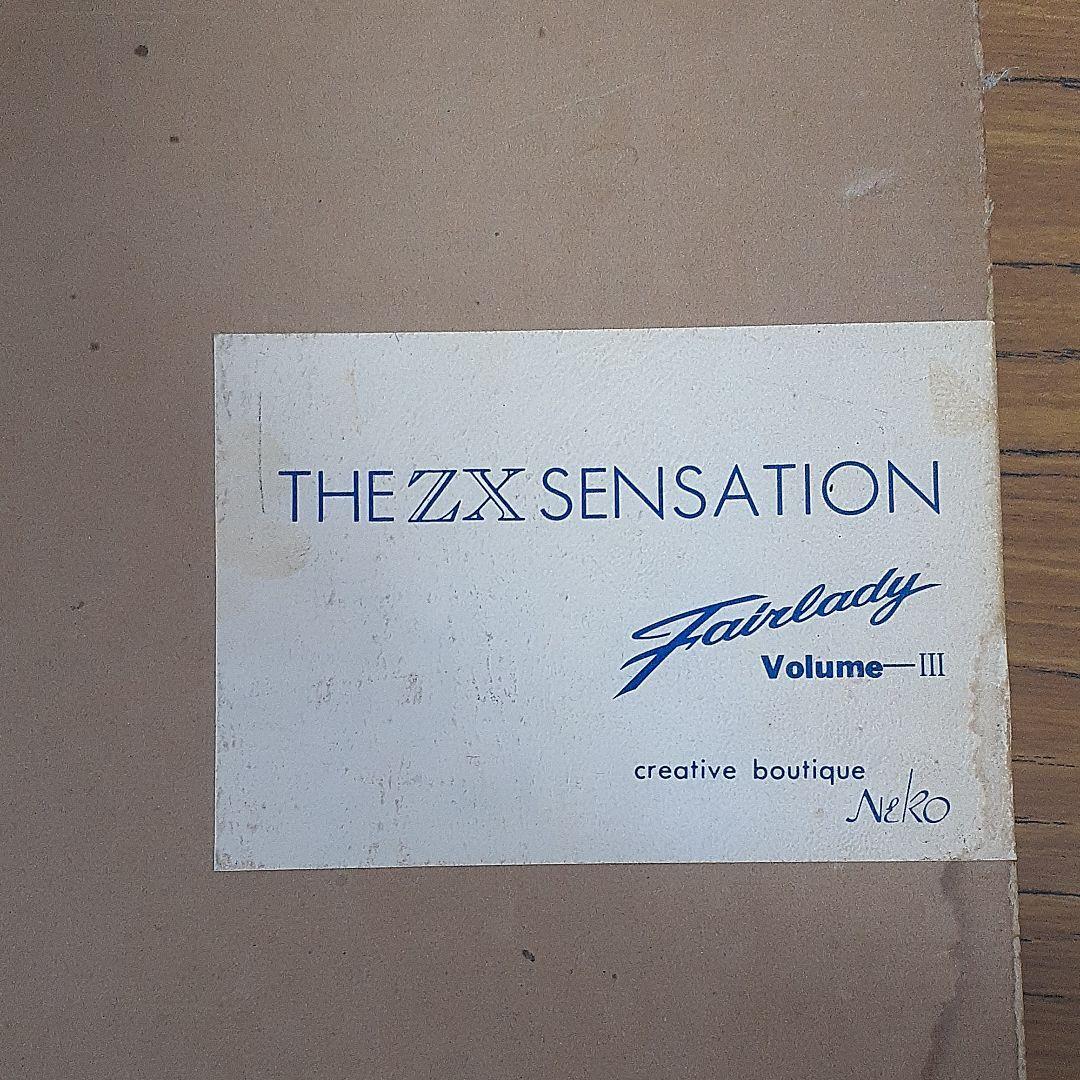 THE ZX SENSATION
Fairlady
Volume—III
creative boutique
NEKO